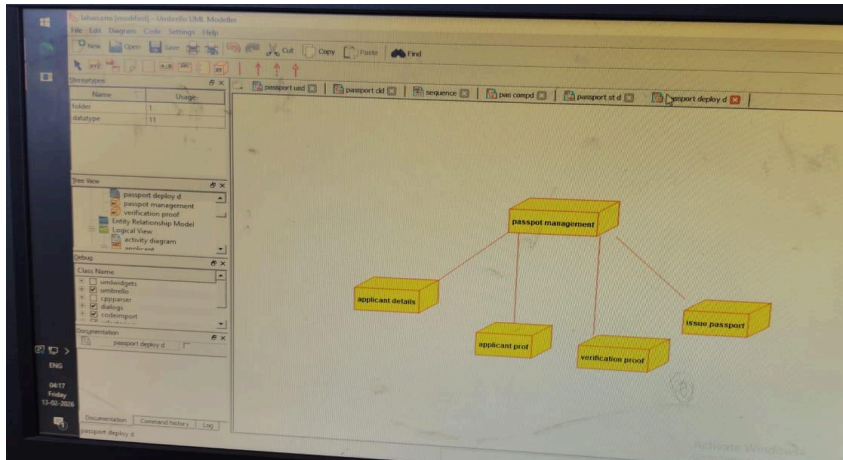 [modified] - Umbrello UML Modeller
File Edit Diagram Code Settings Help
New Open Save Cut Copy Paste Find
Stereotypes
Name Usage
folder 1
datatype 11
passport usd passport cld sequence pas compd passport st d passport deploy d
Tree View
passport deploy d
passpot management
verification proof
Entity Relationship Model
Logical View
activity diagram
applicant
Debug
Class Name
umlwidgets
umbrello
cppparser
dialogs
codeimport
Documentation
passport deploy d
Documentation Command history Log
passport deploy d
passpot management
applicant details
applicant prof
verification proof
issue passport
ENG
04:17
Friday
13-02-2026
Activate Windows